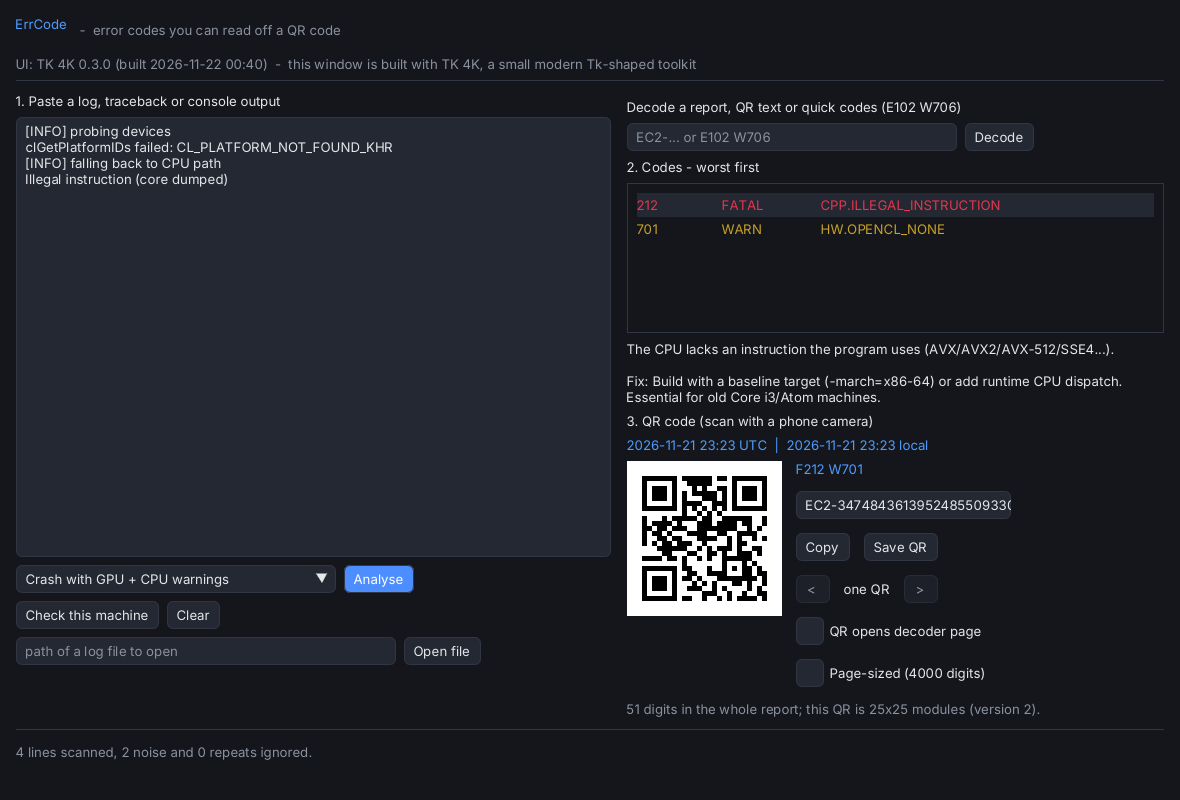 ErrCode - error codes you can read off a QR code
UI: TK 4K 0.3.0 (built 2026-11-22 00:40) - this window is built with TK 4K, a small modern Tk-shaped toolkit
1. Paste a log, traceback or console output
[INFO] probing devices
clGetPlatformIDs failed: CL_PLATFORM_NOT_FOUND_KHR
[INFO] falling back to CPU path
Illegal instruction (core dumped)
Crash with GPU + CPU warnings ▼ Analyse
Check this machine Clear
path of a log file to open Open file
Decode a report, QR text or quick codes (E102 W706)
EC2-... or E102 W706 Decode
2. Codes - worst first
212 FATAL CPP.ILLEGAL_INSTRUCTION
701 WARN HW.OPENCL_NONE
The CPU lacks an instruction the program uses (AVX/AVX2/AVX-512/SSE4...).
Fix: Build with a baseline target (-march=x86-64) or add runtime CPU dispatch.
Essential for old Core i3/Atom machines.
3. QR code (scan with a phone camera)
2026-11-21 23:23 UTC | 2026-11-21 23:23 local
F212 W701
EC2-3474843613952485509330
Copy Save QR
< one QR >
QR opens decoder page
Page-sized (4000 digits)
51 digits in the whole report; this QR is 25x25 modules (version 2).
4 lines scanned, 2 noise and 0 repeats ignored.